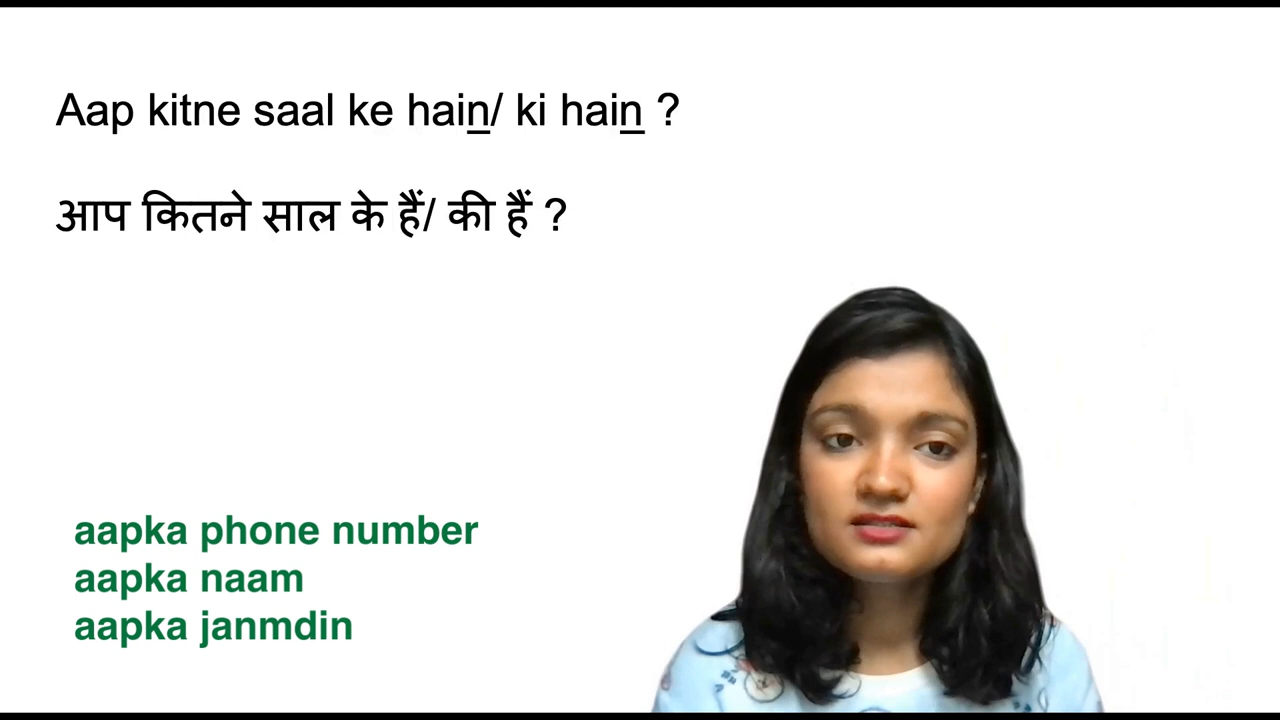 Aap kitne saal ke hain/ ki hain ?
आप कितने साल के हैं/ की हैं ?
aapka phone number
aapka naam
aapka janmdin